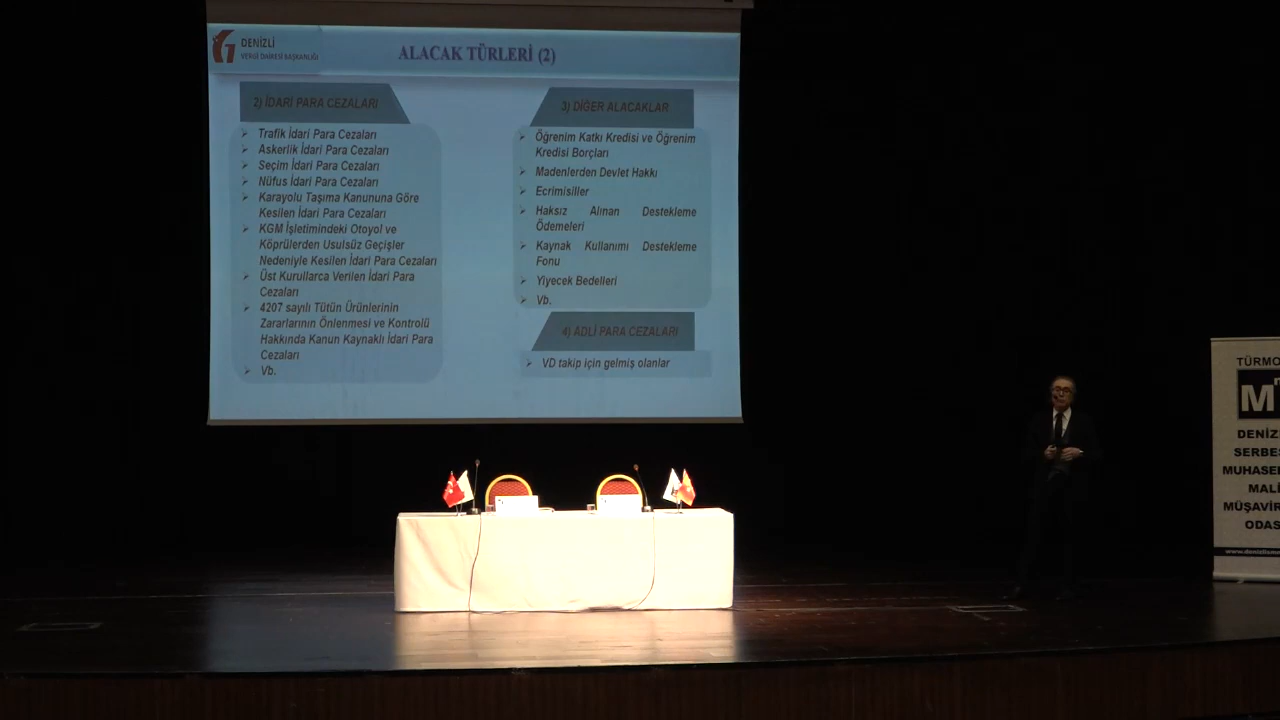 DENİZLİ
VERGİ DAİRESİ BAŞKANLIĞI
ALACAK TÜRLERİ (2)
2) İDARİ PARA CEZALARI
Trafik İdari Para Cezaları
Askerlik İdari Para Cezaları
Seçim İdari Para Cezaları
Nüfus İdari Para Cezaları
Karayolu Taşıma Kanununa Göre
Kesilen İdari Para Cezaları
KGM İşletimindeki Otoyol ve
Köprülerden Usulsüz Geçişler
Nedeniyle Kesilen İdari Para Cezaları
Üst Kurullarca Verilen İdari Para
Cezaları
4207 sayılı Tütün Ürünlerinin
Zararlarının Önlenmesi ve Kontrolü
Hakkında Kanun Kaynaklı İdari Para
Cezaları
Vb.
3) DİĞER ALACAKLAR
Öğrenim Katkı Kredisi ve Öğrenim
Kredisi Borçları
Madenlerden Devlet Hakkı
Ecrimisiller
Haksız Alınan Destekleme
Ödemeleri
Kaynak Kullanımı Destekleme
Fonu
Yiyecek Bedelleri
Vb.
4) ADLİ PARA CEZALARI
VD takip için gelmiş olanlar
TÜRMO
M
DENİZ
SERBES
MUHASE
MALİ
MÜŞAVİR
ODAS
www.denizlism